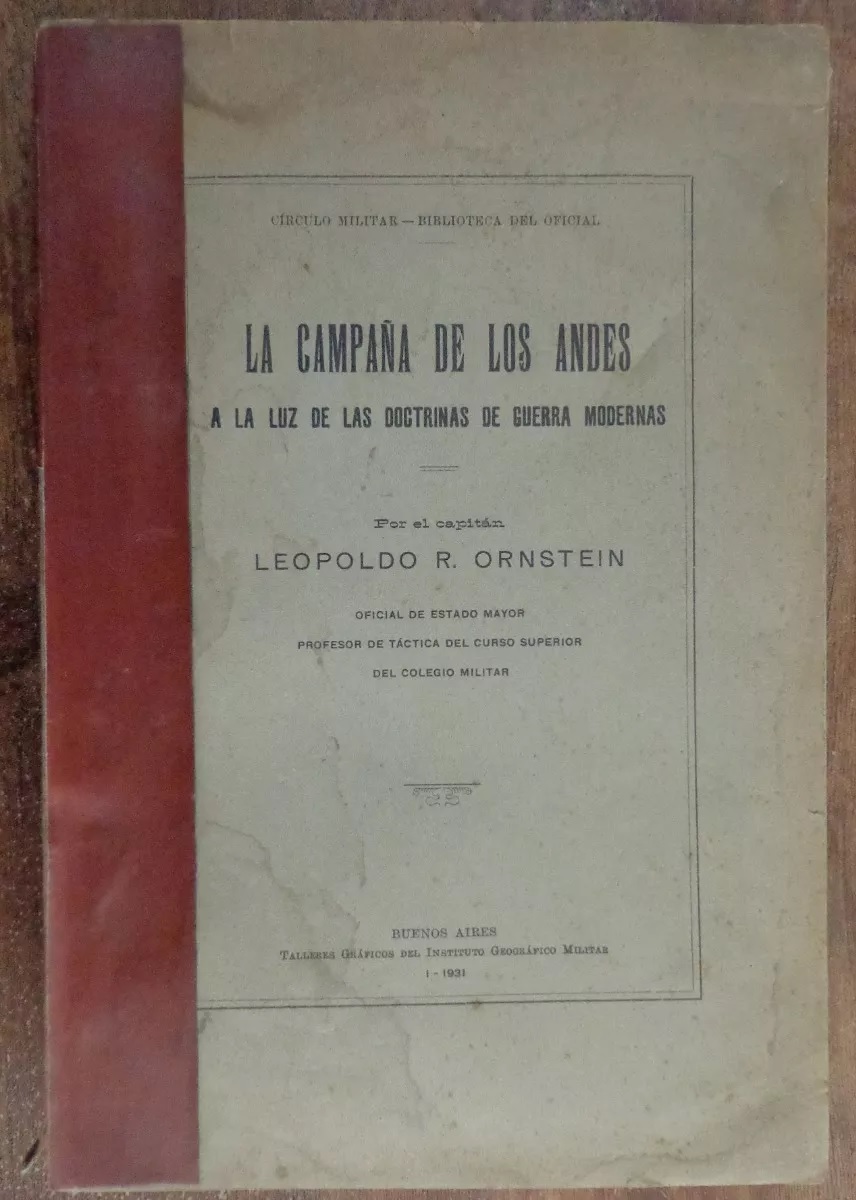 CÍRCULO MILITAR — BIBLIOTECA DEL OFICIAL
LA CAMPAÑA DE LOS ANDES
A LA LUZ DE LAS DOCTRINAS DE GUERRA MODERNAS
Por el capitán
LEOPOLDO R. ORNSTEIN
OFICIAL DE ESTADO MAYOR
PROFESOR DE TÁCTICA DEL CURSO SUPERIOR
DEL COLEGIO MILITAR
BUENOS AIRES
TALLERES GRÁFICOS DEL INSTITUTO GEOGRÁFICO MILITAR
1 - 1931